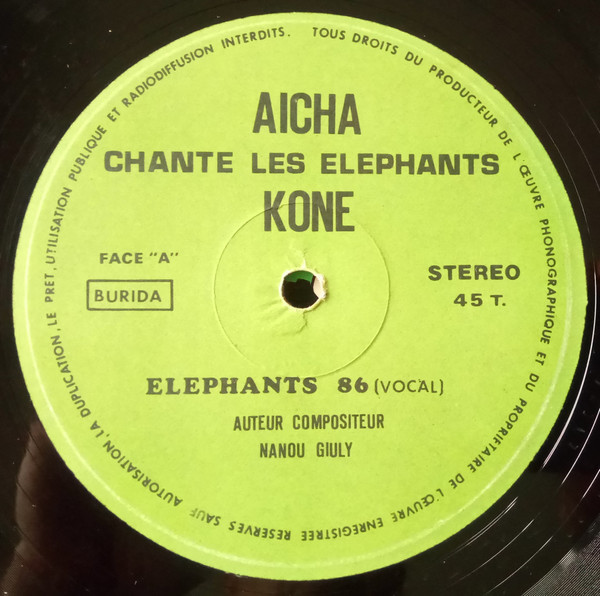 AICHA
CHANTE LES ELEPHANTS
KONE
FACE "A"
BURIDA
STEREO
45 T.
ELEPHANTS 86 (VOCAL)
AUTEUR COMPOSITEUR
NANOU GIULY
TOUS DROITS DU PRODUCTEUR DE L'ŒUVRE PHONOGRAPHIQUE ET DU PROPRIETAIRE DE L'ŒUVRE ENREGISTREE RESERVES SAUF AUTORISATION, LA DUPLICATION, LE PRET, UTILISATION PUBLIQUE ET RADIODIFFUSION INTERDITS.